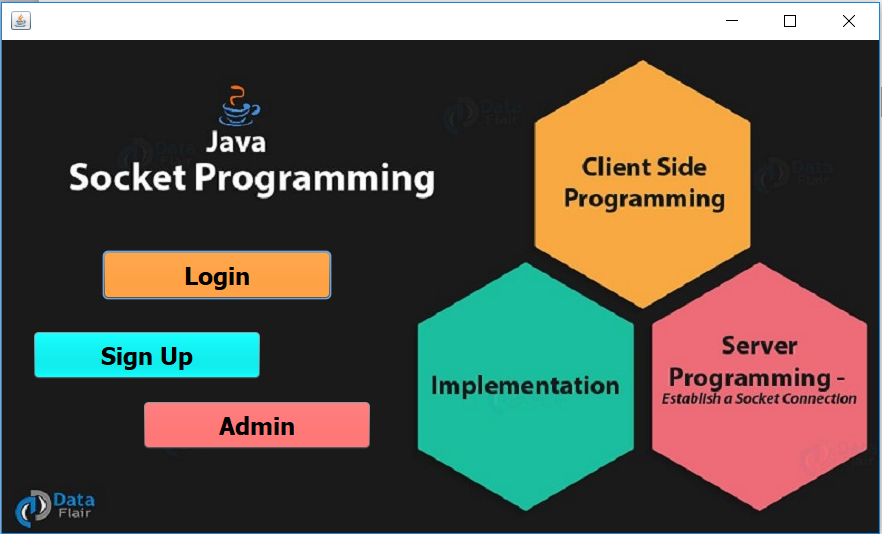 Java
Socket Programming
Login
Sign Up
Admin
Client Side
Programming
Implementation
Server
Programming -
Establish a Socket Connection
Data
Flair